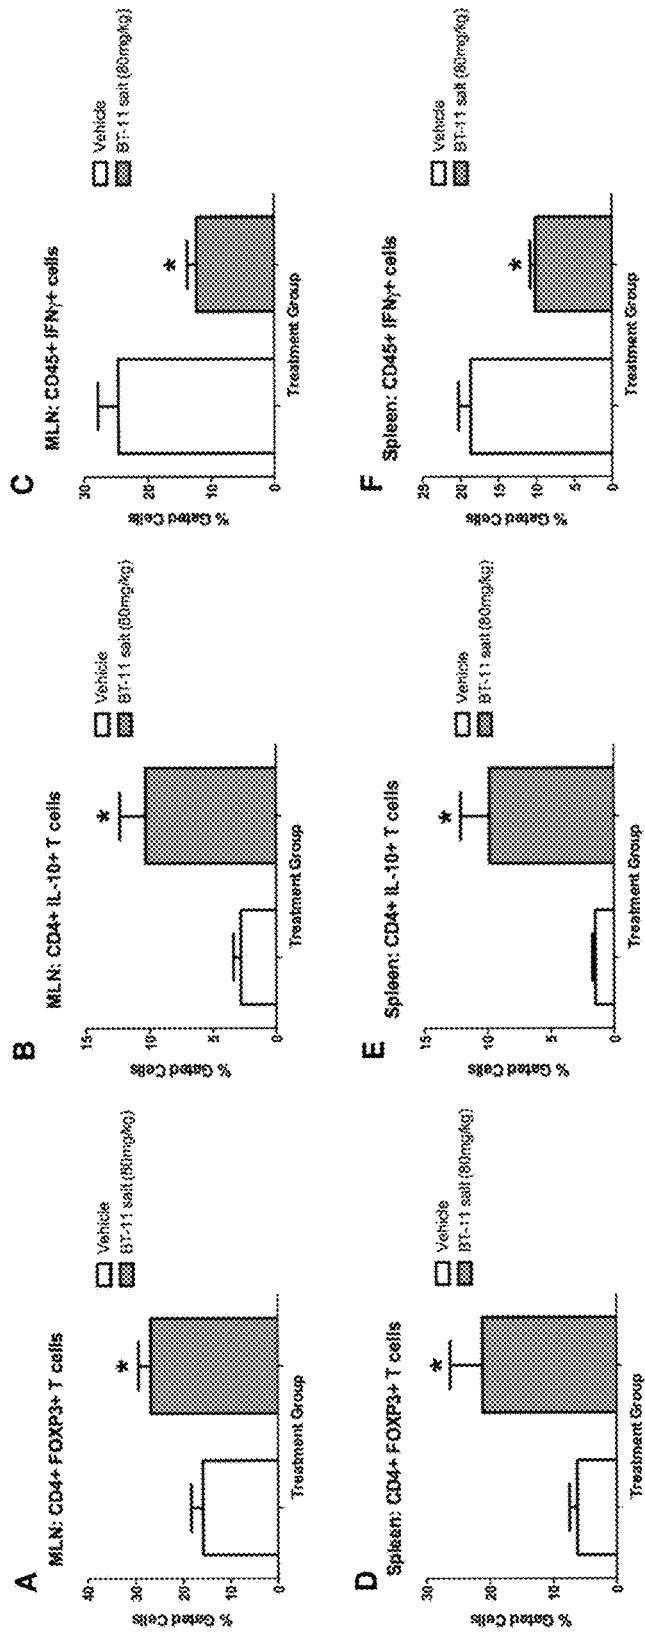 A
MLN: CD4+ FOXP3+ T cells
Vehicle
BT-11 salt (80mg/kg)
% Gated Cells
40
30
20
10
0
Treatment Group
*
B
MLN: CD4+ IL-10+ T cells
Vehicle
BT-11 salt (80mg/kg)
% Gated Cells
15
10
5
0
Treatment Group
*
C
MLN: CD45+ IFNγ+ cells
Vehicle
BT-11 salt (80mg/kg)
% Gated Cells
30
20
10
0
Treatment Group
*
D
Spleen: CD4+ FOXP3+ T cells
Vehicle
BT-11 salt (80mg/kg)
% Gated Cells
30
20
10
0
Treatment Group
*
E
Spleen: CD4+ IL-10+ T cells
Vehicle
BT-11 salt (80mg/kg)
% Gated Cells
15
10
5
0
Treatment Group
*
F
Spleen: CD45+ IFNγ+ cells
Vehicle
BT-11 salt (80mg/kg)
% Gated Cells
25
20
15
10
5
0
Treatment Group
*